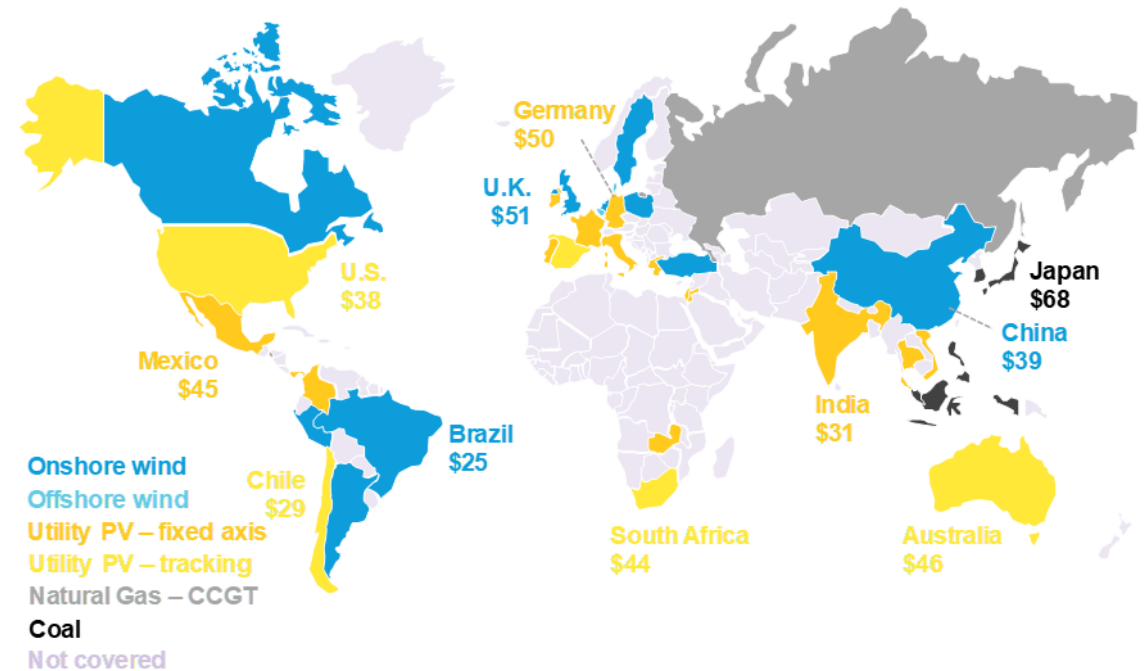 Germany
$50
U.K.
$51
U.S.
$38
Japan
$68
China
$39
Mexico
$45
India
$31
Brazil
$25
Chile
$29
South Africa
$44
Australia
$46
Onshore wind
Offshore wind
Utility PV – fixed axis
Utility PV – tracking
Natural Gas – CCGT
Coal
Not covered